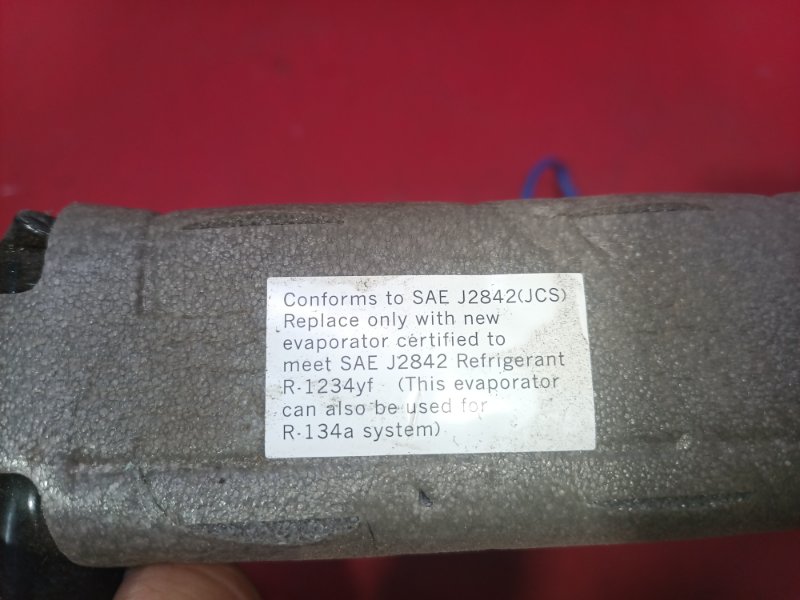 Conforms to SAE J2842(JCS)
Replace only with new
evaporator certified to
meet SAE J2842 Refrigerant
R-1234yf (This evaporator
can also be used for
R-134a system)